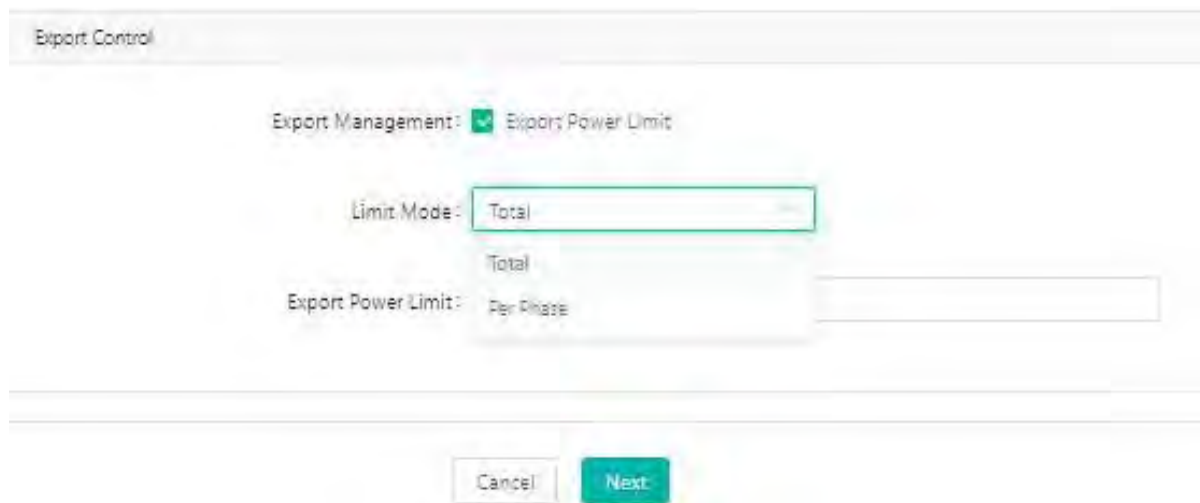 Export Control
Export Management: Export Power Limit
Limit Mode: Total
Total
Export Power Limit:
Per Phase
Cancel Next